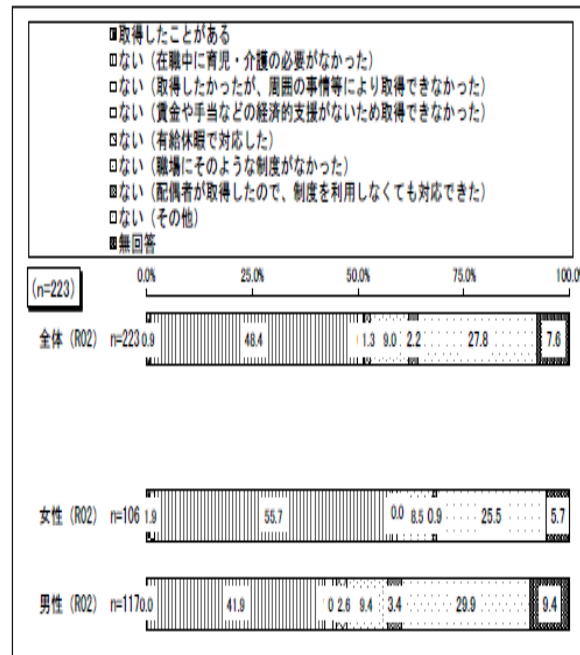 取得したことがある
ない（在職中に育児・介護の必要がなかった）
ない（取得したかったが、周囲の事情等により取得できなかった）
ない（賃金や手当などの経済的支援がないため取得できなかった）
ない（有給休暇で対応した）
ない（職場にそのような制度がなかった）
ない（配偶者が取得したので、制度を利用しなくても対応できた）
ない（その他）
無回答
(n=223)
0.0% 25.0% 50.0% 75.0% 100.0%
全体（R02） n=223 0.9 48.4 1.3 9.0 2.2 27.8 7.6
女性（R02） n=106 1.9 55.7 0.0 8.5 0.9 25.5 5.7
男性（R02） n=117 0.0 41.9 0 2.6 9.4 3.4 29.9 9.4